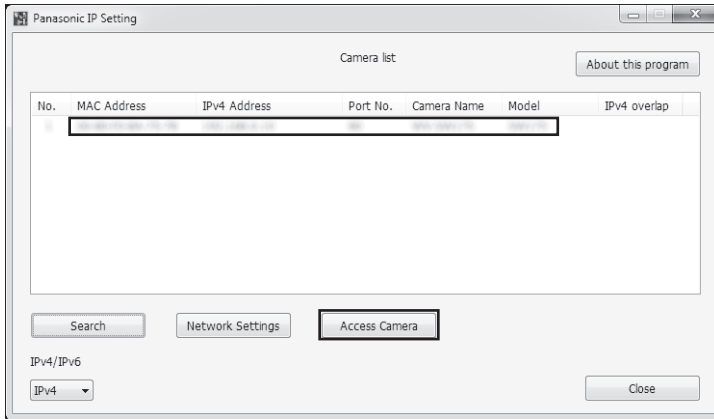 Panasonic IP Setting
Camera list
About this program
No. MAC Address IPv4 Address Port No. Camera Name Model IPv4 overlap
Search Network Settings Access Camera
IPv4/IPv6
IPv4
Close